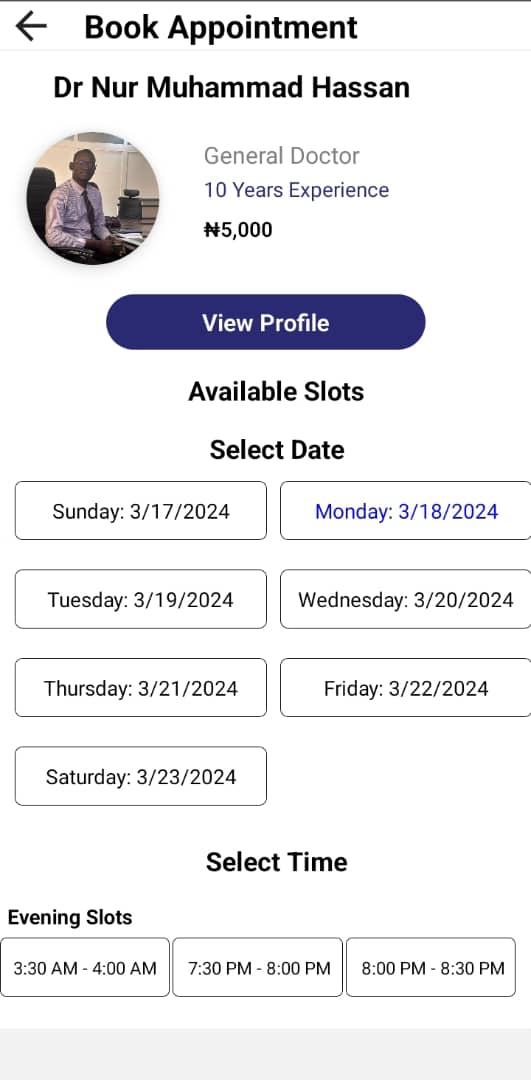 Book Appointment
Dr Nur Muhammad Hassan
General Doctor
10 Years Experience
₦5,000
View Profile
Available Slots
Select Date
Sunday: 3/17/2024 Monday: 3/18/2024
Tuesday: 3/19/2024 Wednesday: 3/20/2024
Thursday: 3/21/2024 Friday: 3/22/2024
Saturday: 3/23/2024
Select Time
Evening Slots
3:30 AM - 4:00 AM 7:30 PM - 8:00 PM 8:00 PM - 8:30 PM